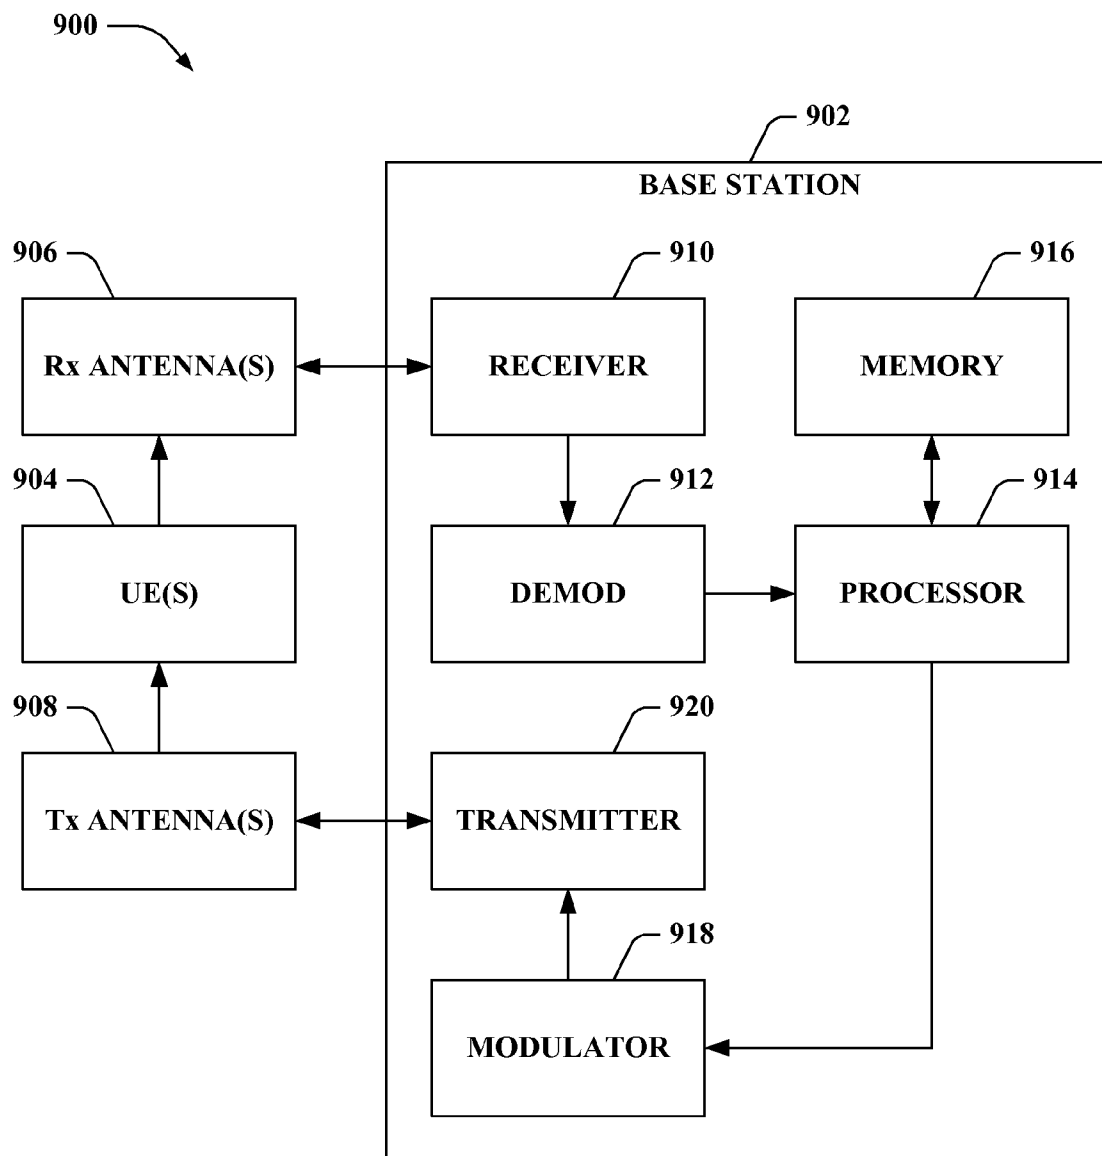 900
902
BASE STATION
906
910
916
Rx ANTENNA(S)
RECEIVER
MEMORY
904
912
914
UE(S)
DEMOD
PROCESSOR
908
920
Tx ANTENNA(S)
TRANSMITTER
918
MODULATOR